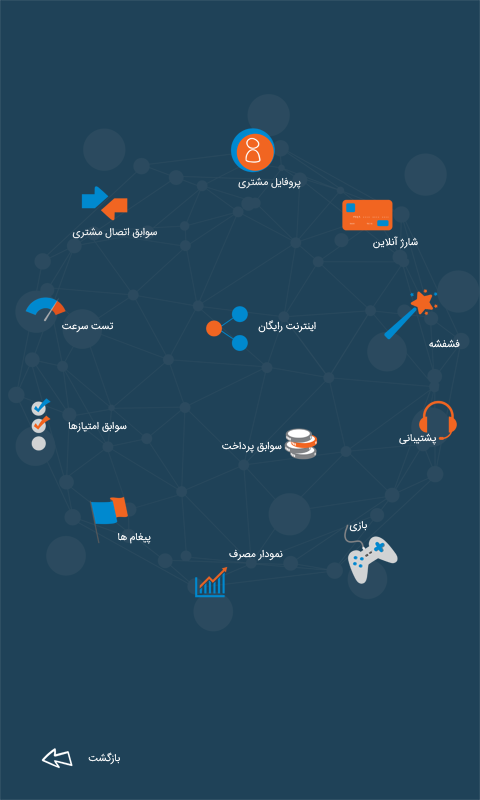 پروفایل مشتری
سوابق اتصال مشتری
شارژ آنلاین
تست سرعت
اینترنت رایگان
فشفشه
سوابق امتیازها
پشتیبانی
سوابق پرداخت
پیغام ها
بازی
نمودار مصرف
بازگشت